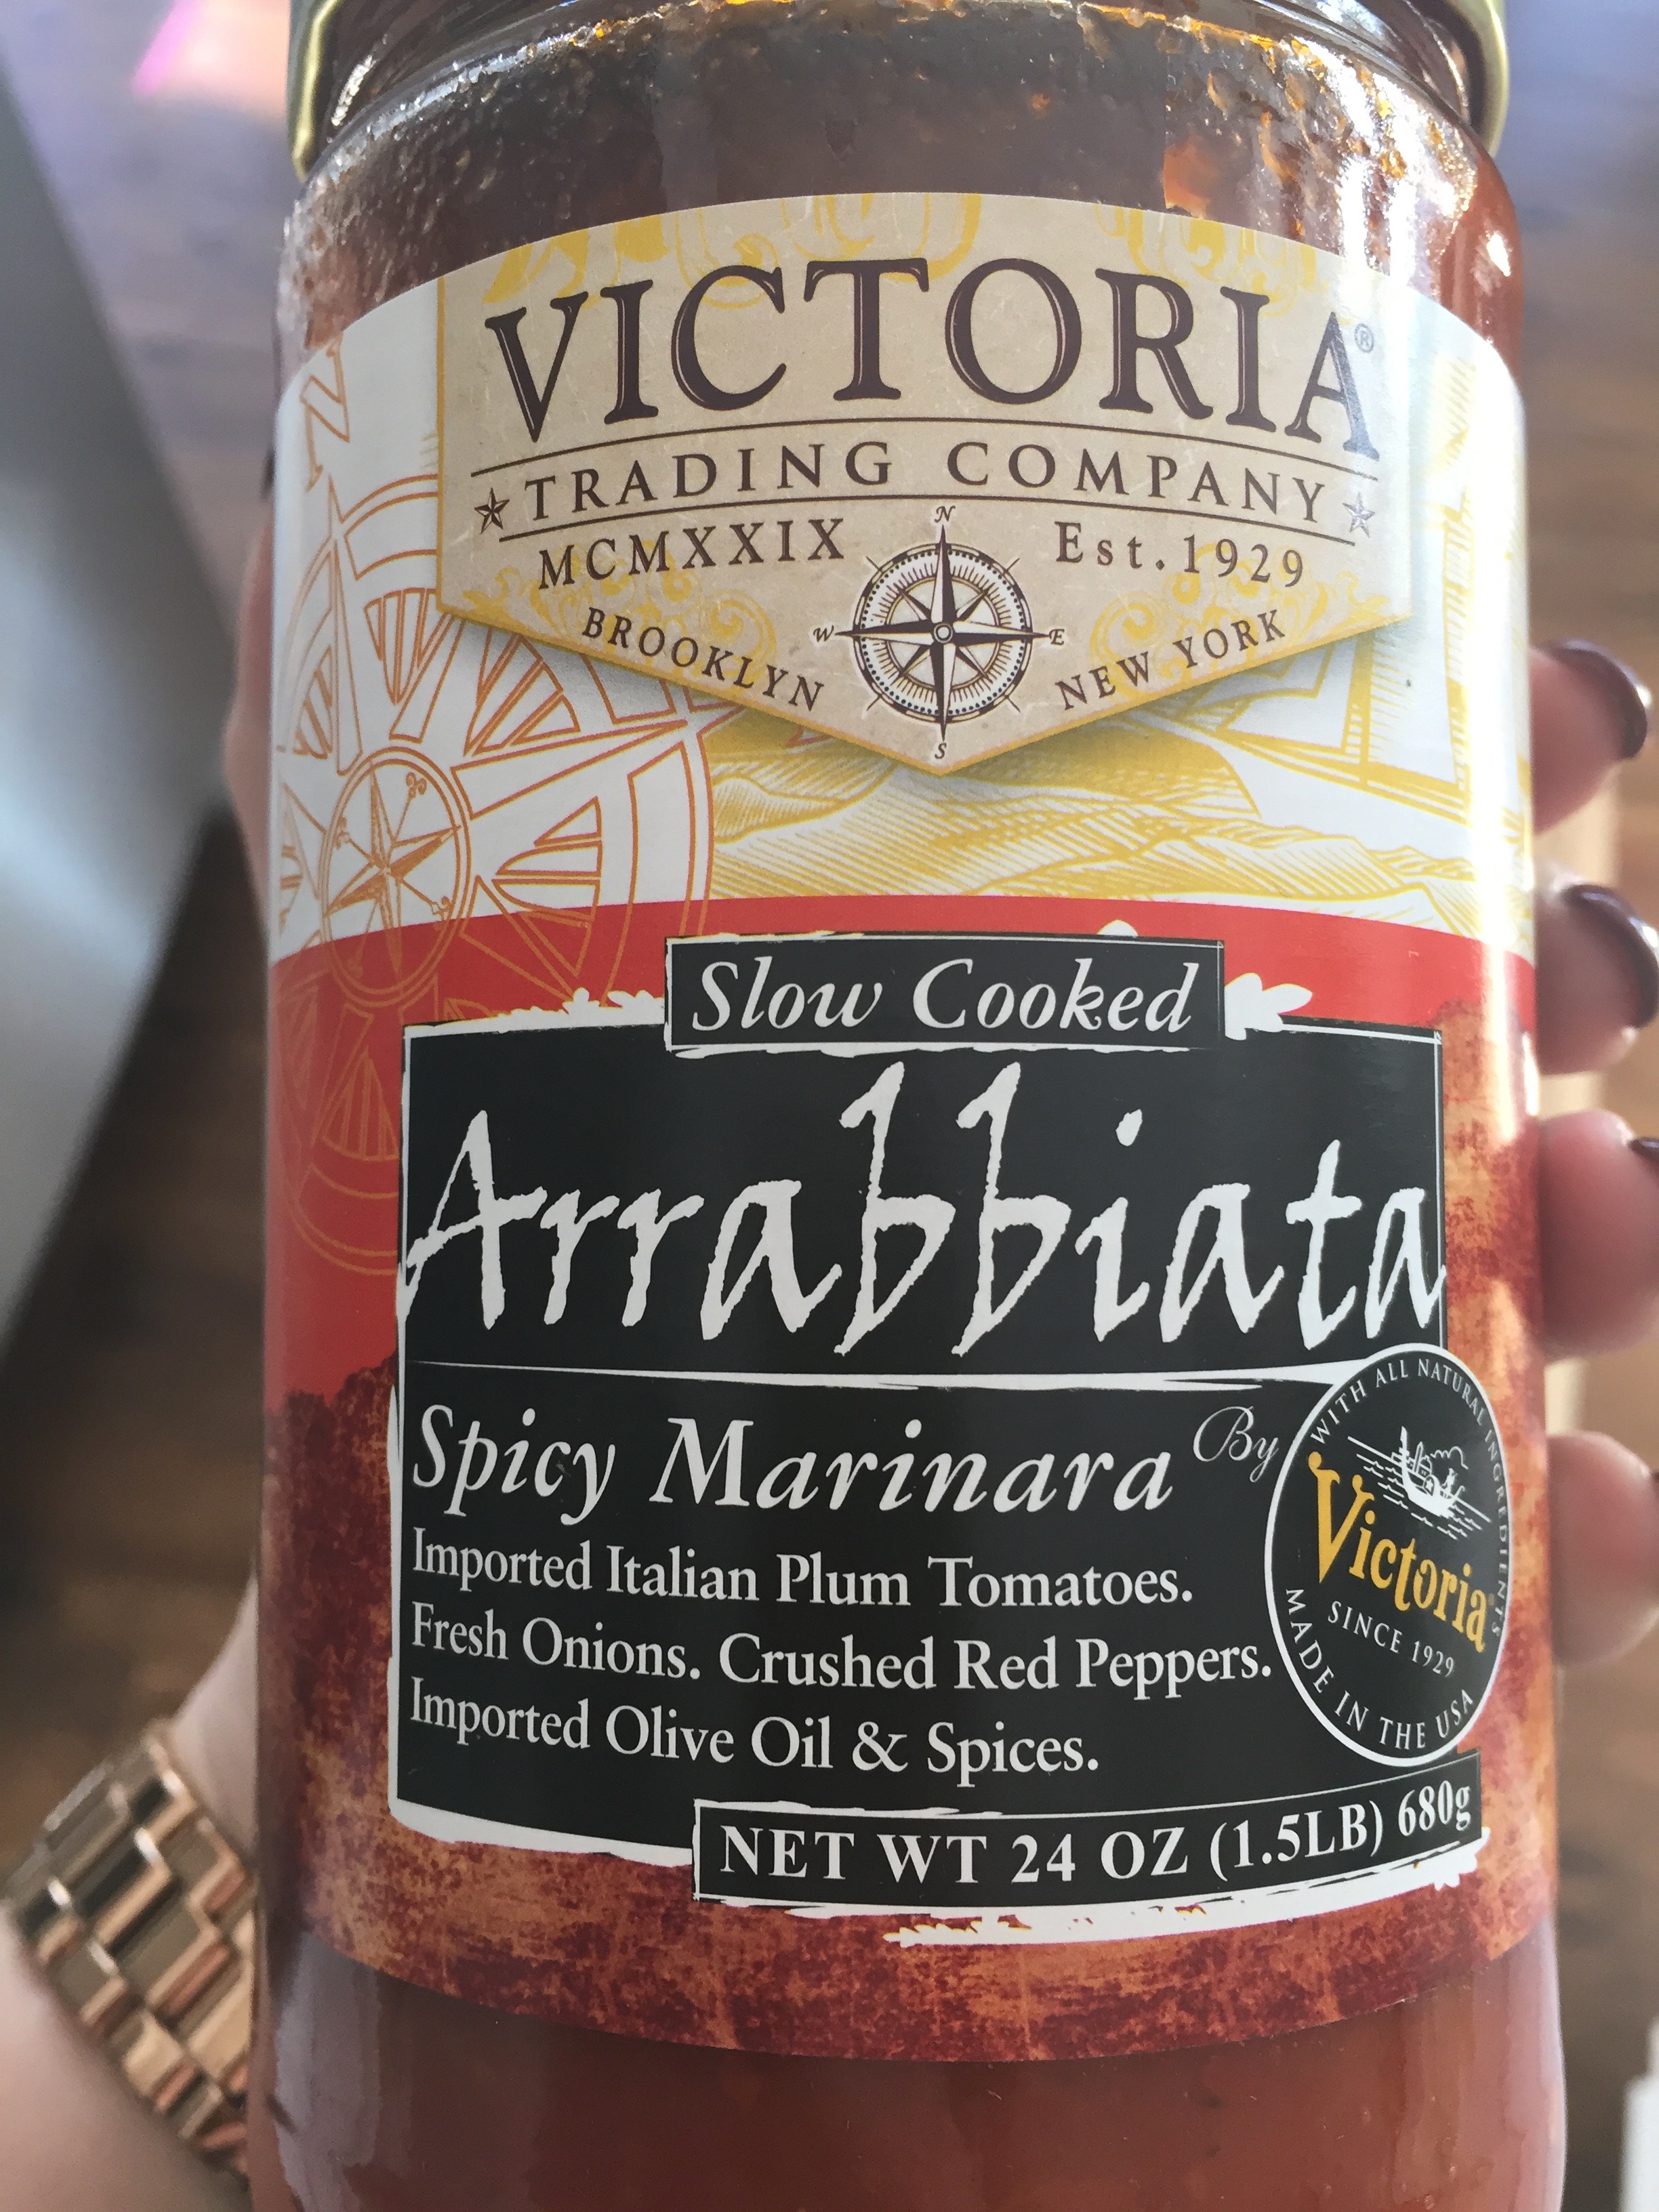 VICTORIA®
TRADING COMPANY
MCMXXIX Est.1929
BROOKLYN NEW YORK
N
W E
S
N
Slow Cooked
Arrabbiata
Spicy Marinara By
Imported Italian Plum Tomatoes.
Fresh Onions. Crushed Red Peppers.
Imported Olive Oil & Spices.
WITH ALL NATURAL INGREDIENTS
Victoria®
SINCE 1929
MADE IN THE USA
NET WT 24 OZ (1.5LB) 680g